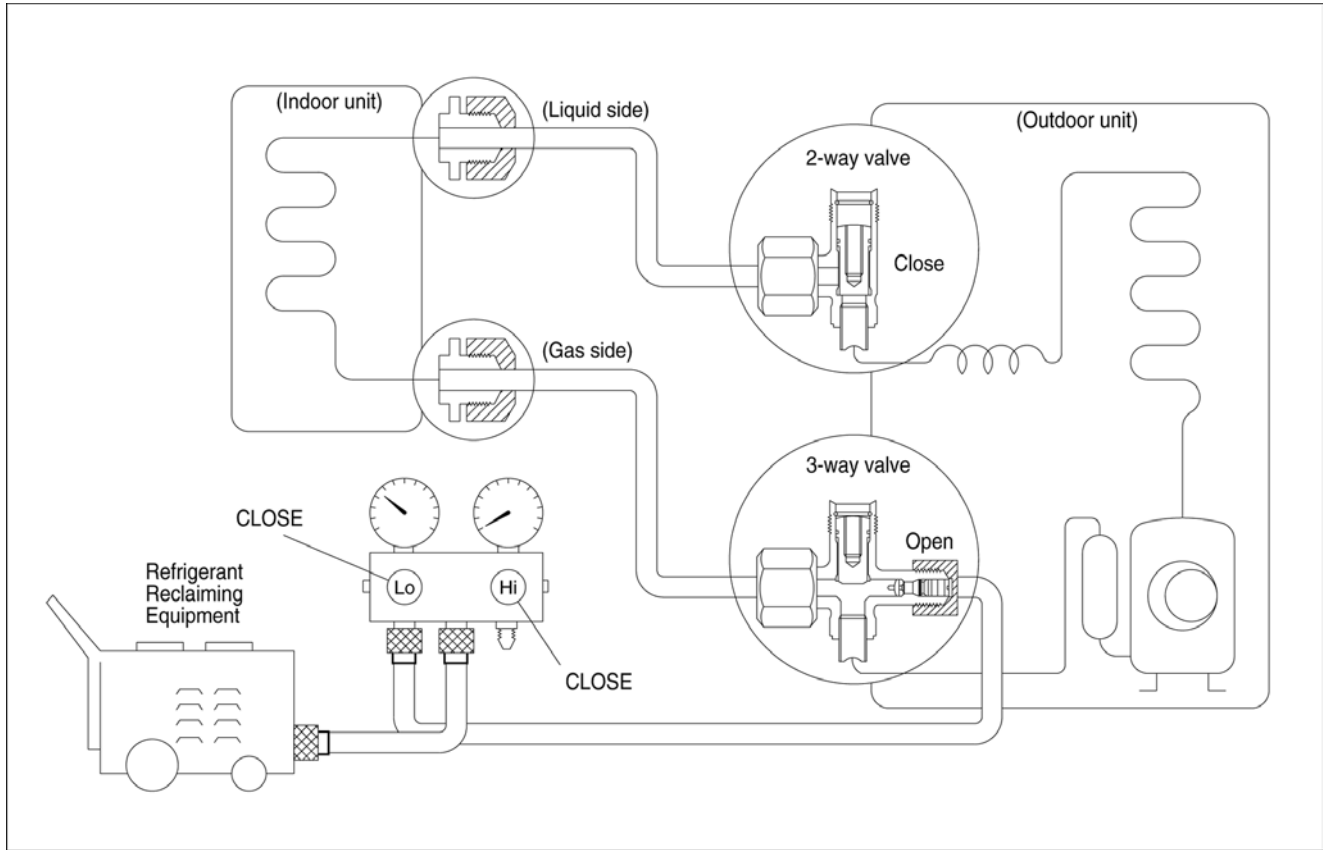 (Indoor unit)
(Liquid side)
(Outdoor unit)
2-way valve
Close
(Gas side)
3-way valve
Open
CLOSE
Lo
Hi
Refrigerant
Reclaiming
Equipment
CLOSE